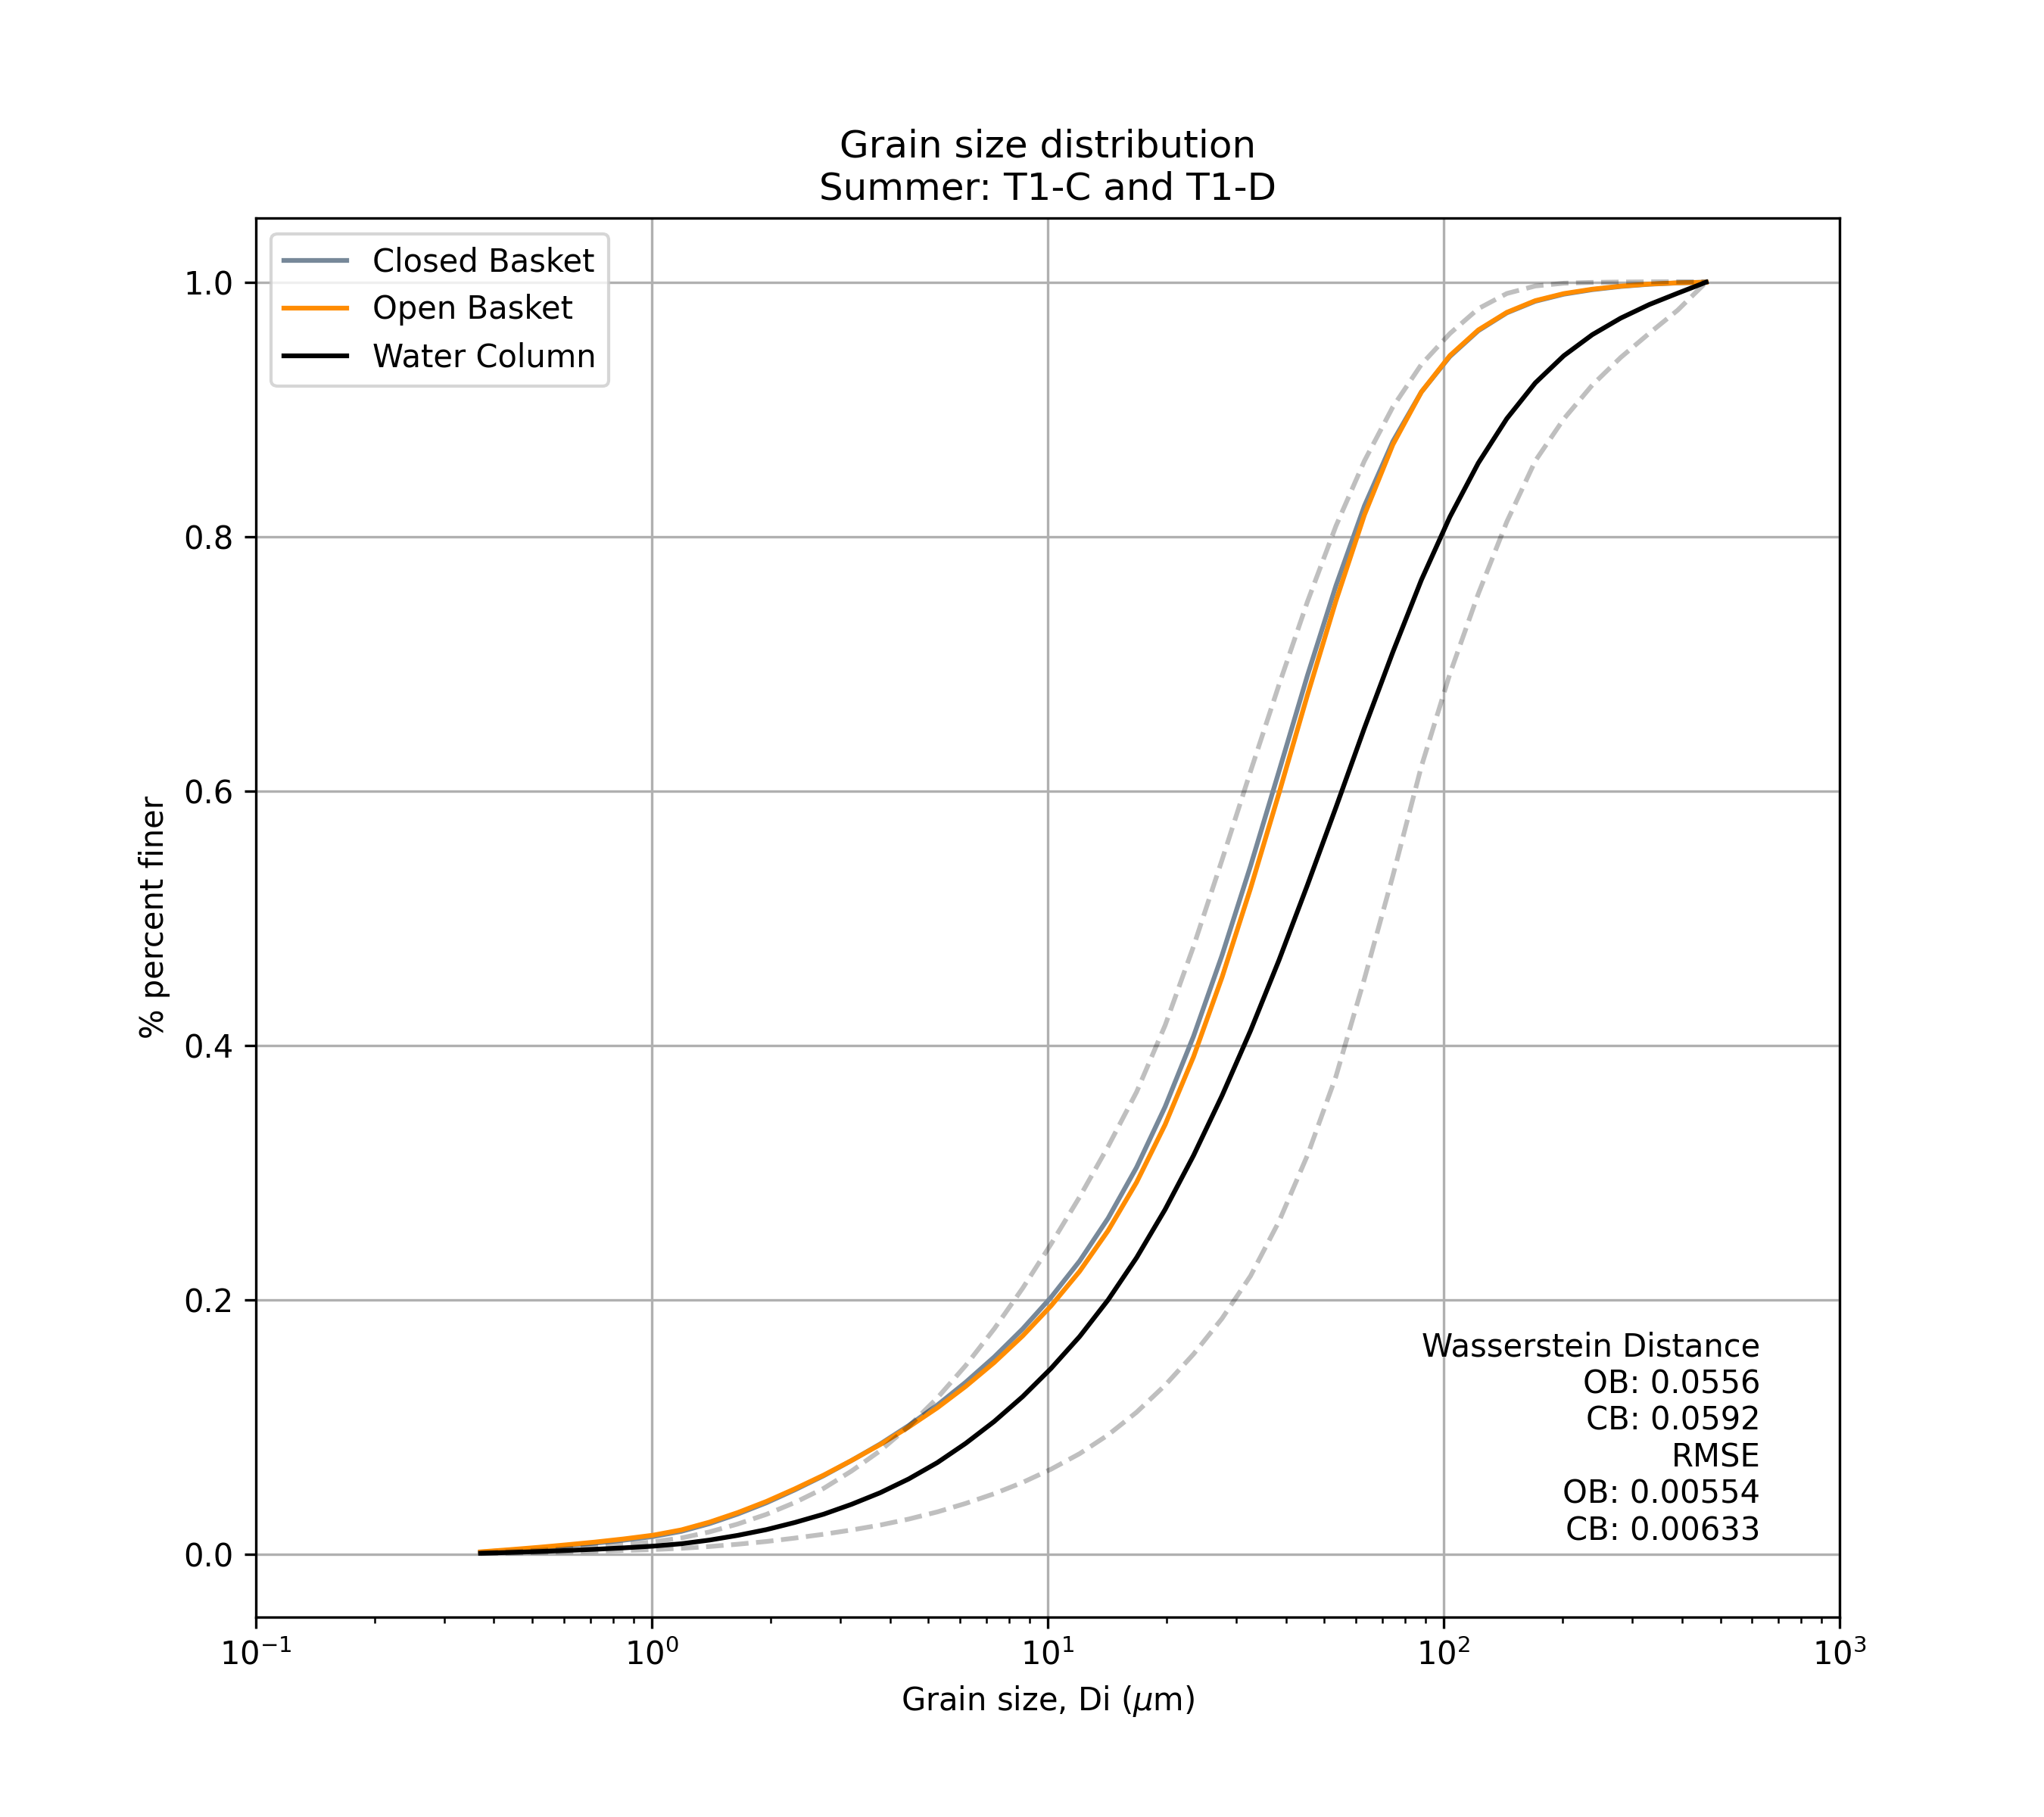 Grain size distribution
Summer: T1-C and T1-D
Closed Basket
Open Basket
Water Column
% percent finer
1.0
0.8
0.6
0.4
0.2
0.0
Wasserstein Distance
OB: 0.0556
CB: 0.0592
RMSE
OB: 0.00554
CB: 0.00633
10⁻¹ 10⁰ 10¹ 10² 10³
Grain size, Di (μm)